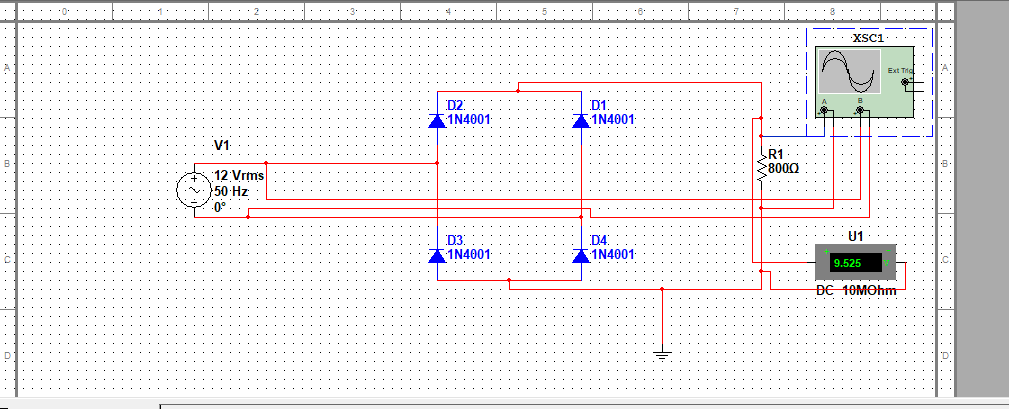 0 1 2 3 4 5 6 7 8
XSC1
A A
Ext Trig
A B
D2 D1
1N4001 1N4001
V1
B B
R1
12 Vrms
800Ω
50 Hz
0°
U1
D3 D4
1N4001 1N4001
C C
9.525
DC 10MOhm
D D